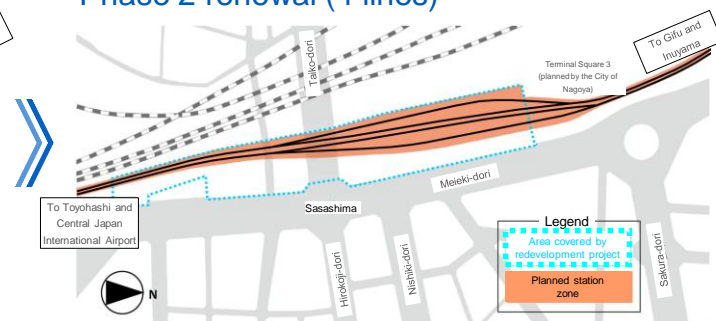 Phase 2 renewal (4 lines)
To Gifu and
Inuyama
Taiko-dori
Terminal Square 3
(planned by the City of
Nagoya)
Meieki-dori
To Toyohashi and
Central Japan
International Airport
Sasashima
Hirokoji-dori
Nishiki-dori
Sakura-dori
N
Legend
Area covered by
redevelopment project
Planned station
zone